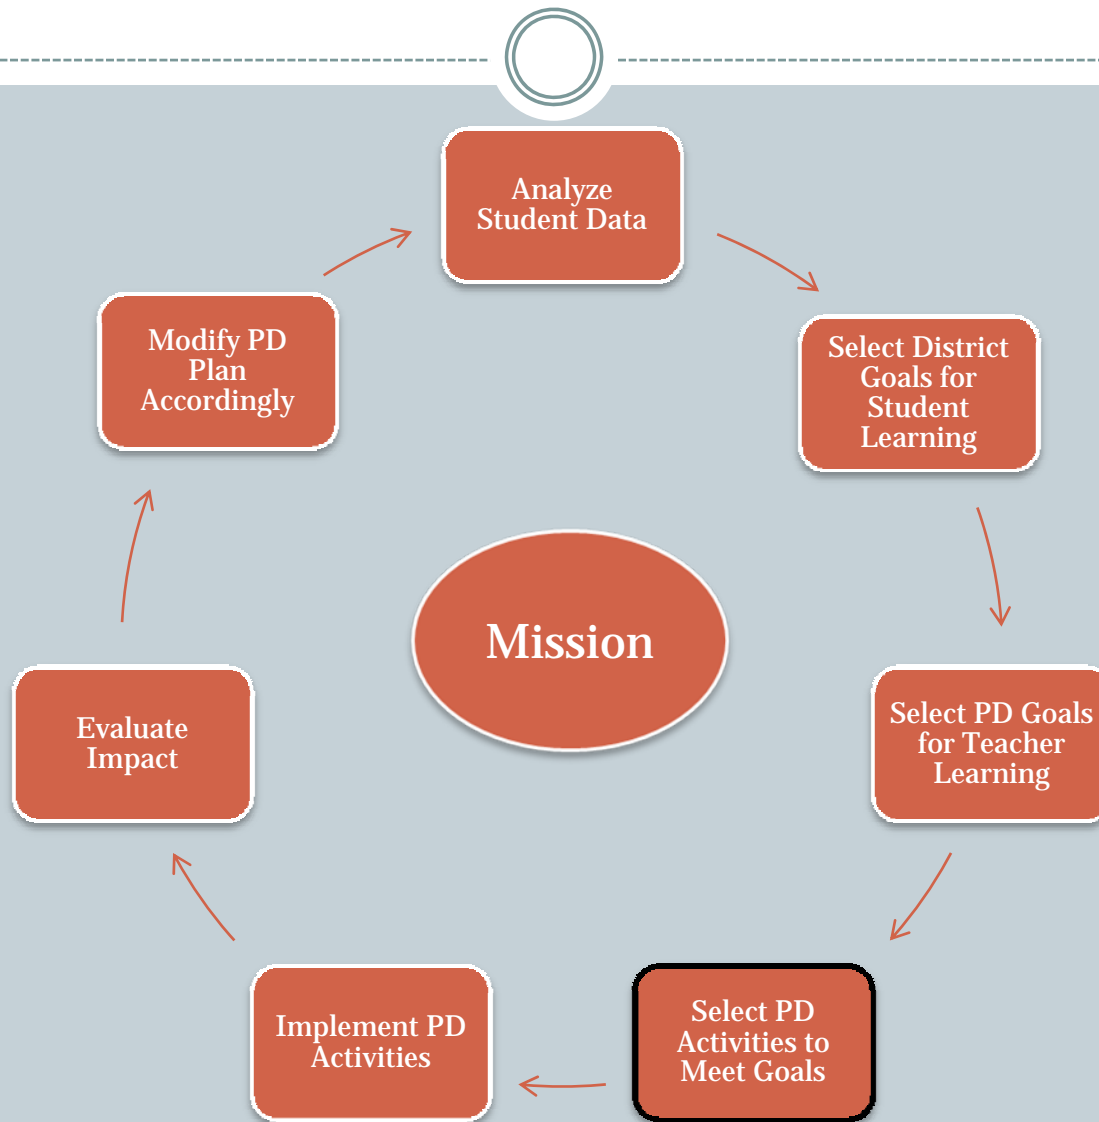 Analyze
Student Data
Select District
Goals for
Student
Learning
Select PD Goals
for Teacher
Learning
Select PD
Activities to
Meet Goals
Implement PD
Activities
Evaluate
Impact
Modify PD
Plan
Accordingly
Mission